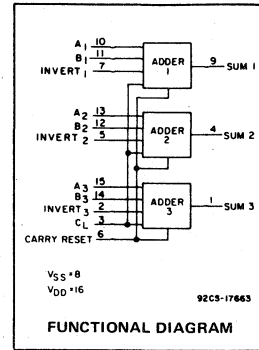 A1 10
B1 11
INVERT1 7
ADDER 1
9 SUM 1
A2 13
B2 12
INVERT2 5
ADDER 2
4 SUM 2
A3 15
B3 14
INVERT3 2
CL 3
CARRY RESET 6
ADDER 3
1 SUM 3
VSS = 8
VDD = 16
92CS-17663
FUNCTIONAL DIAGRAM